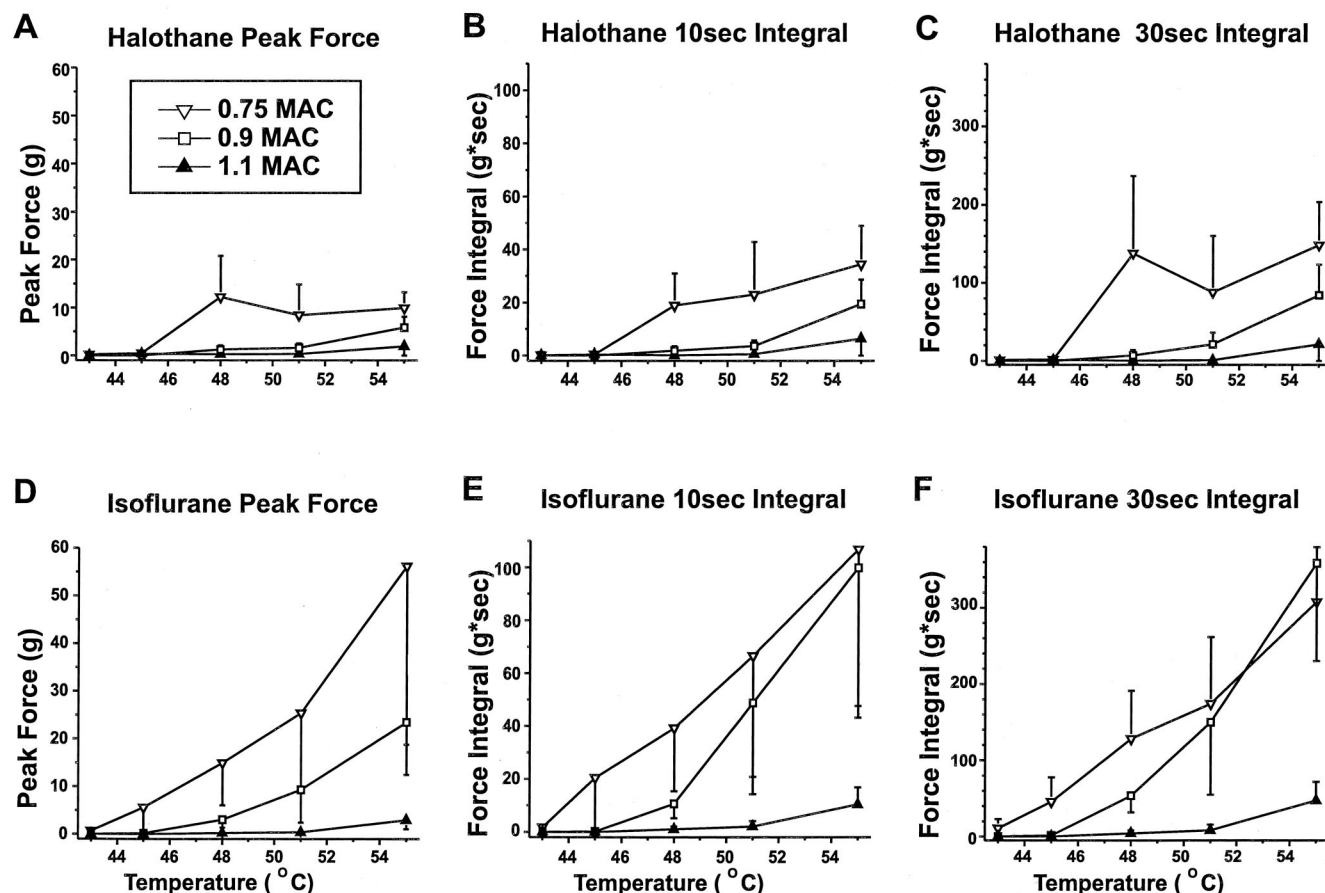 A
Halothane Peak Force
Peak Force (g)
60
50
40
30
20
10
0
0.75 MAC
0.9 MAC
1.1 MAC
44 46 48 50 52 54
B
Halothane 10sec Integral
Force Integral (g*sec)
100
80
60
40
20
0
44 46 48 50 52 54
C
Halothane 30sec Integral
Force Integral (g*sec)
300
200
100
0
44 46 48 50 52 54
D
Isoflurane Peak Force
Peak Force (g)
60
50
40
30
20
10
0
44 46 48 50 52 54
Temperature ( °C)
E
Isoflurane 10sec Integral
Force Integral (g*sec)
100
80
60
40
20
0
44 46 48 50 52 54
Temperature ( °C)
F
Isoflurane 30sec Integral
Force Integral (g*sec)
300
200
100
0
44 46 48 50 52 54
Temperature ( °C)